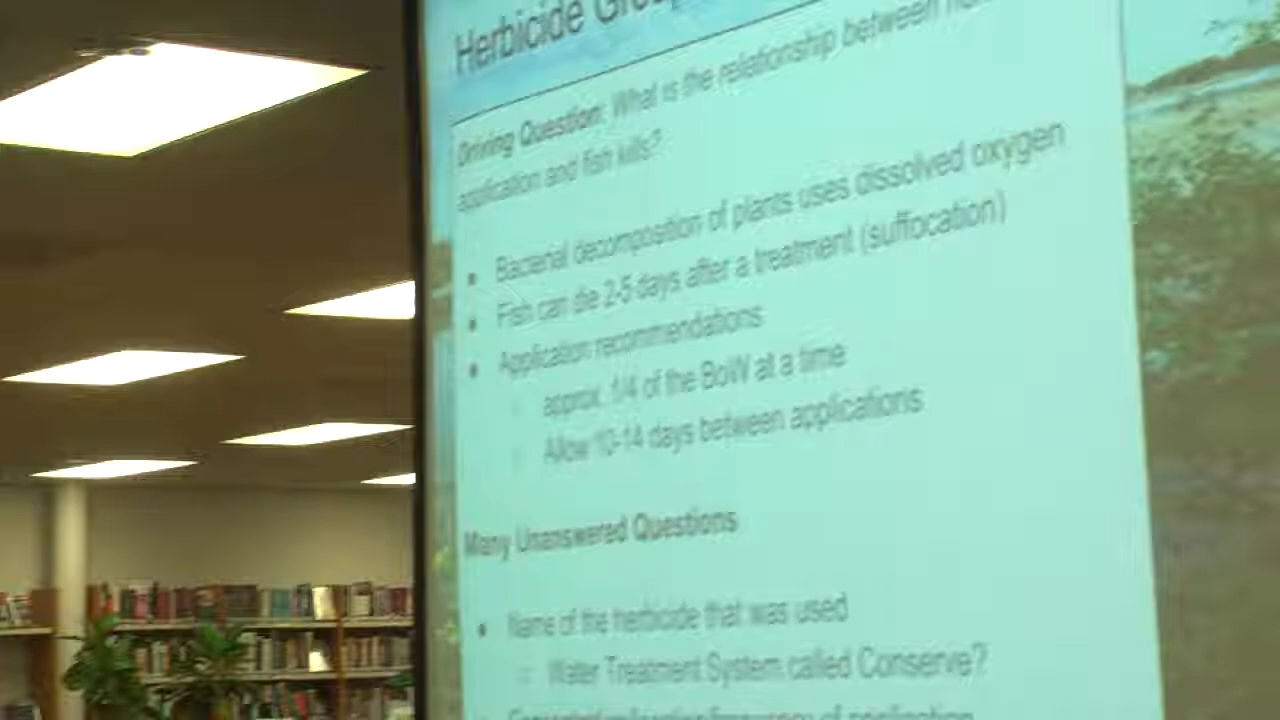 Herbicide
Driving Question: What is the relationship between
application and fish kills?
• Bacterial decomposition of plants uses dissolved oxygen
• Fish can die 2-5 days after a treatment (suffocation)
• Application recommendations
approx. 1/4 of the BoW at a time
Allow 10-14 days between applications
Many Unanswered Questions
• Name of the herbicide that was used
Water Treatment System called Conserve?
of application